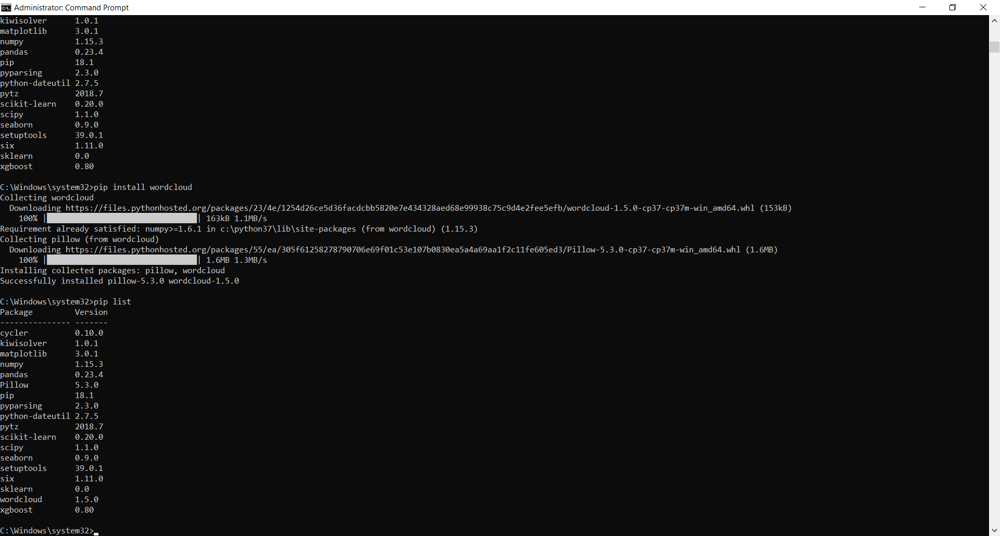 Administrator: Command Prompt
kiwisolver      1.0.1
matplotlib      3.0.1
numpy           1.15.3
pandas          0.23.4
pip             18.1
pyparsing       2.3.0
python-dateutil 2.7.5
pytz            2018.7
scikit-learn    0.20.0
scipy           1.1.0
seaborn         0.9.0
setuptools      39.0.1
six             1.11.0
sklearn         0.0
xgboost         0.80
C:\Windows\system32>pip install wordcloud
Collecting wordcloud
  Downloading https://files.pythonhosted.org/packages/23/4e/1254d26ce5d36facdcbb5820e7e434328aed68e99938c75c9d4e2fee5efb/wordcloud-1.5.0-cp37-cp37m-win_amd64.whl (153kB)
    100% |████████████████████████████████| 163kB 1.1MB/s
Requirement already satisfied: numpy>=1.6.1 in c:\python37\lib\site-packages (from wordcloud) (1.15.3)
Collecting pillow (from wordcloud)
  Downloading https://files.pythonhosted.org/packages/55/ea/305f61258278790706e69f01c53e107b0830ea5a4a69aa1f2c11fe605ed3/Pillow-5.3.0-cp37-cp37m-win_amd64.whl (1.6MB)
    100% |████████████████████████████████| 1.6MB 1.3MB/s
Installing collected packages: pillow, wordcloud
Successfully installed pillow-5.3.0 wordcloud-1.5.0
C:\Windows\system32>pip list
Package         Version
--------------- -------
cycler          0.10.0
kiwisolver      1.0.1
matplotlib      3.0.1
numpy           1.15.3
pandas          0.23.4
Pillow          5.3.0
pip             18.1
pyparsing       2.3.0
python-dateutil 2.7.5
pytz            2018.7
scikit-learn    0.20.0
scipy           1.1.0
seaborn         0.9.0
setuptools      39.0.1
six             1.11.0
sklearn         0.0
wordcloud       1.5.0
xgboost         0.80
C:\Windows\system32>